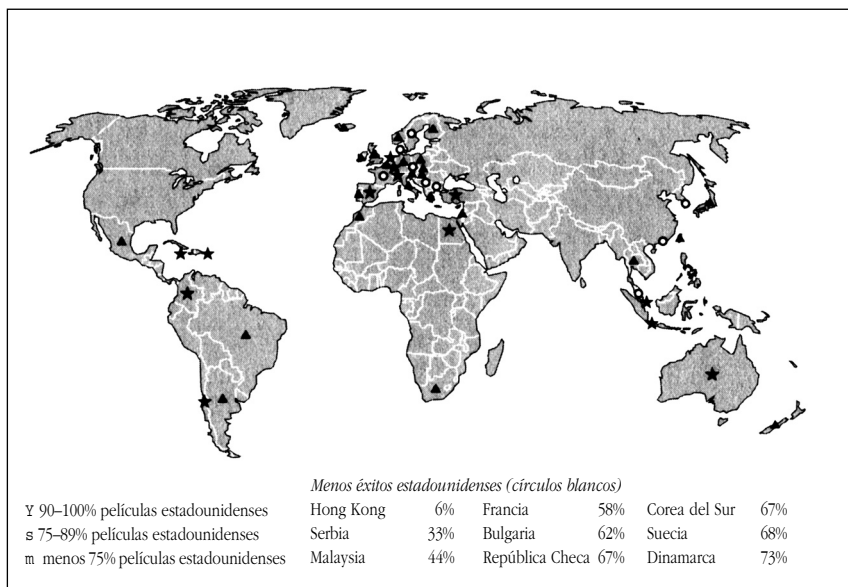 Menos éxitos estadounidenses (círculos blancos)
Y 90–100% películas estadounidenses Hong Kong 6% Francia 58% Corea del Sur 67%
s 75–89% películas estadounidenses Serbia 33% Bulgaria 62% Suecia 68%
m menos 75% películas estadounidenses Malaysia 44% República Checa 67% Dinamarca 73%